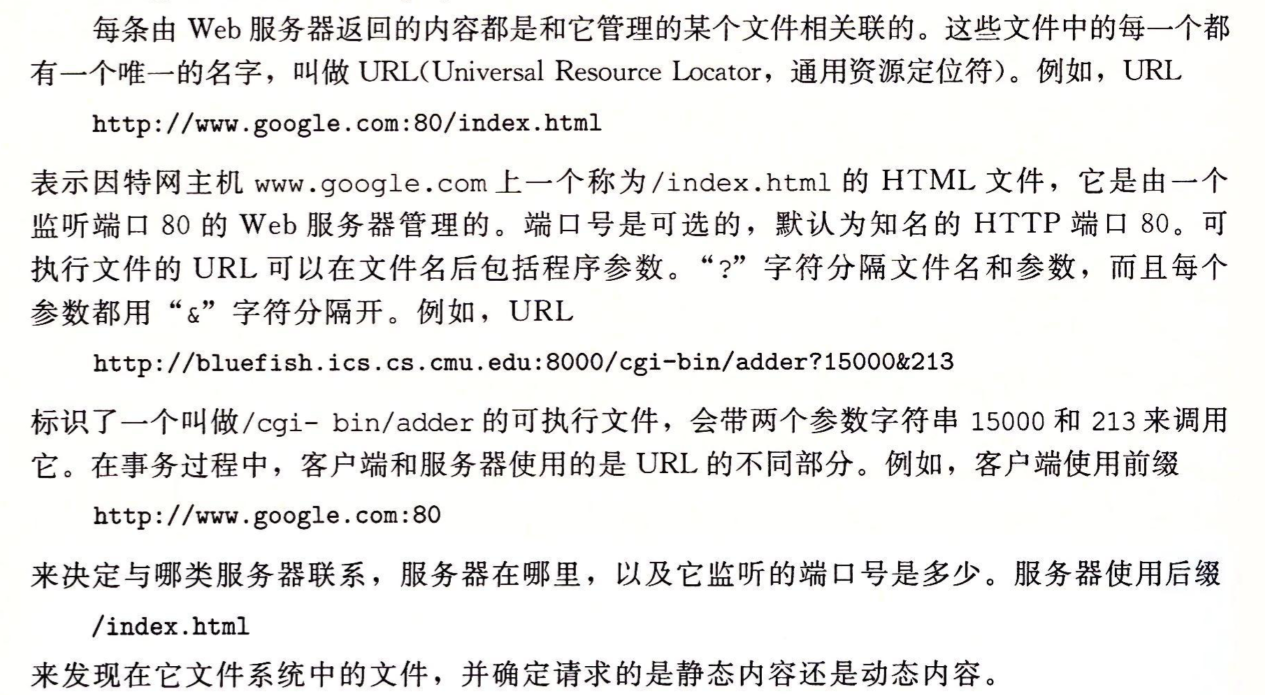 每条由 Web 服务器返回的内容都是和它管理的某个文件相关联的。这些文件中的每一个都
有一个唯一的名字，叫做 URL(Universal Resource Locator，通用资源定位符)。例如，URL
http://www.google.com:80/index.html
表示因特网主机 www.google.com 上一个称为/index.html 的 HTML 文件，它是由一个
监听端口 80 的 Web 服务器管理的。端口号是可选的，默认为知名的 HTTP 端口 80。可
执行文件的 URL 可以在文件名后包括程序参数。“?”字符分隔文件名和参数，而且每个
参数都用“&”字符分隔开。例如，URL
http://bluefish.ics.cs.cmu.edu:8000/cgi-bin/adder?15000&213
标识了一个叫做/cgi- bin/adder 的可执行文件，会带两个参数字符串 15000 和 213 来调用
它。在事务过程中，客户端和服务器使用的是 URL 的不同部分。例如，客户端使用前缀
http://www.google.com:80
来决定与哪类服务器联系，服务器在哪里，以及它监听的端口号是多少。服务器使用后缀
/index.html
来发现在它文件系统中的文件，并确定请求的是静态内容还是动态内容。